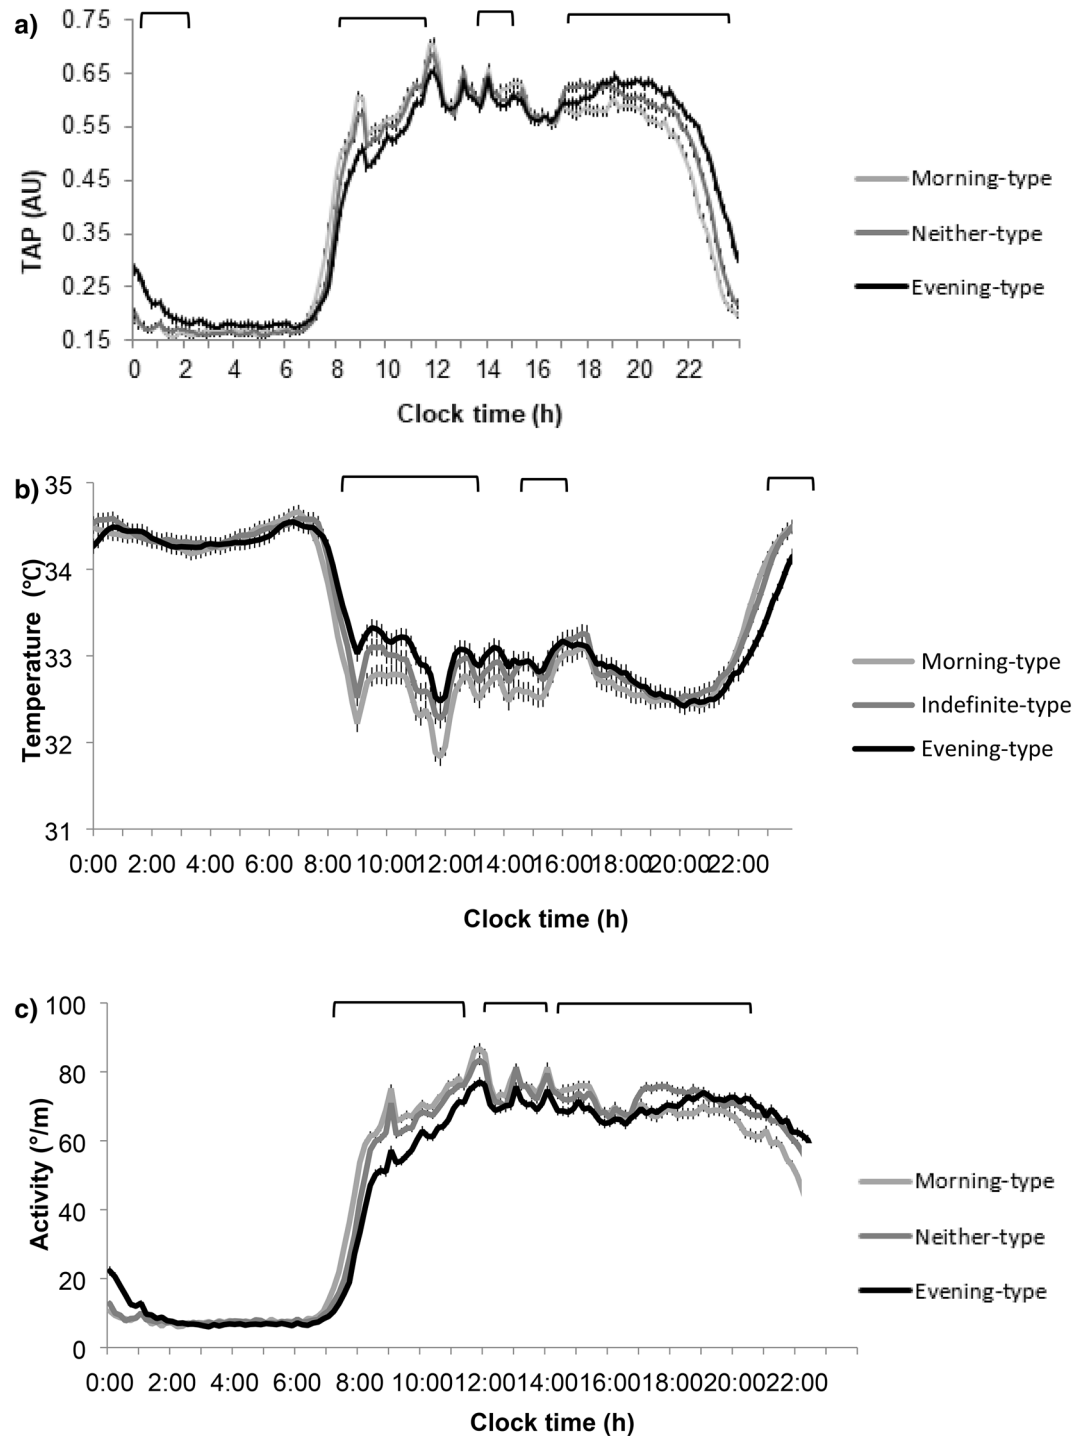 a)
0.75
0.65
0.55
0.45
0.35
0.25
0.15
TAP (AU)
0 2 4 6 8 10 12 14 16 18 20 22
Clock time (h)
Morning-type
Neither-type
Evening-type
b)
35
34
33
32
31
Temperature (°C)
0:00 2:00 4:00 6:00 8:00 10:00 12:00 14:00 16:00 18:00 20:00 22:00
Clock time (h)
Morning-type
Indefinite-type
Evening-type
c)
100
80
60
40
20
0
Activity (°/m)
0:00 2:00 4:00 6:00 8:00 10:00 12:00 14:00 16:00 18:00 20:00 22:00
Clock time (h)
Morning-type
Neither-type
Evening-type